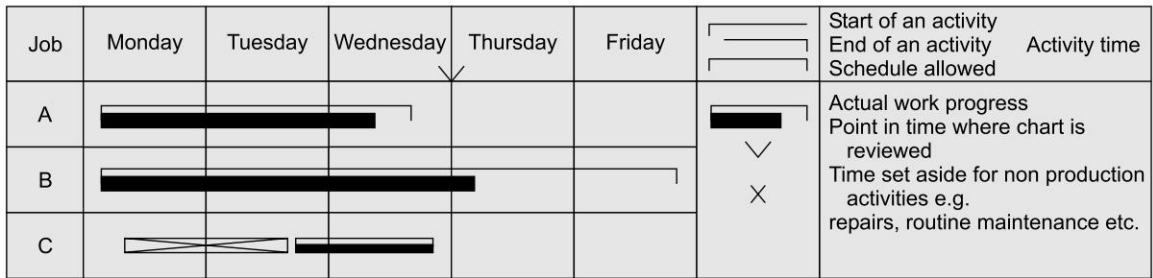 Job Monday Tuesday Wednesday Thursday Friday
Start of an activity
End of an activity Activity time
Schedule allowed
A
B
C
Actual work progress
Point in time where chart is
reviewed
Time set aside for non production
activities e.g.
repairs, routine maintenance etc.